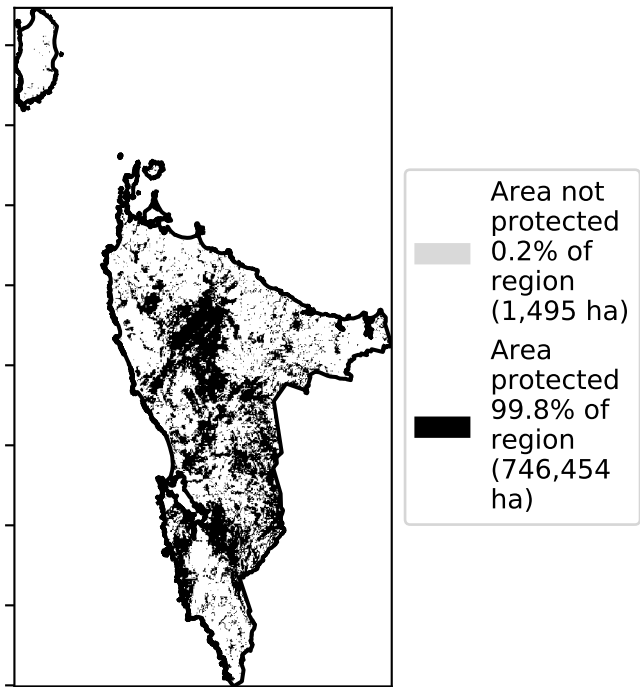 Area not
protected
0.2% of
region
(1,495 ha)
Area
protected
99.8% of
region
(746,454
ha)